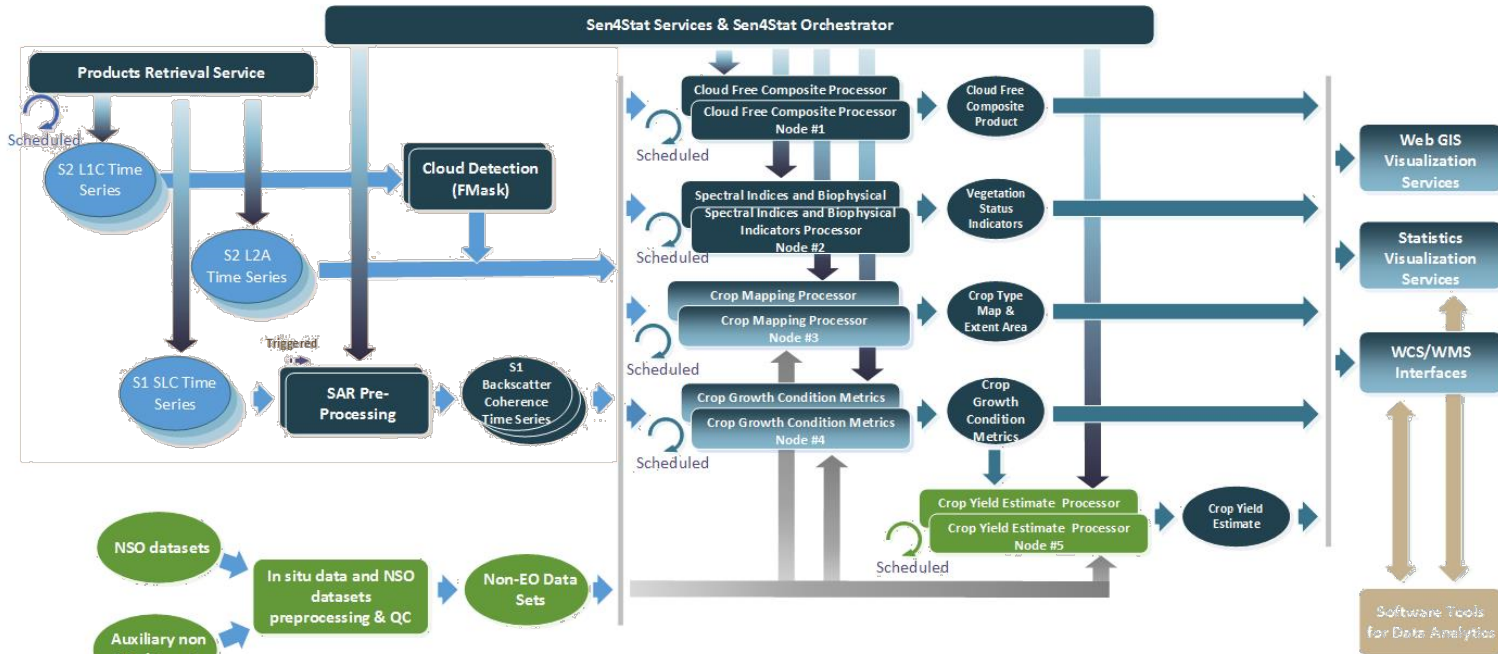 Sen4Stat Services & Sen4Stat Orchestrator
Products Retrieval Service
Scheduled
S2 L1C Time
Series
Cloud Detection
(FMask)
S2 L2A
Time Series
Triggered
S1 SLC Time
Series
SAR Pre-
Processing
S1
Backscatter
Coherence
Time Series
Cloud Free Composite Processor
Cloud Free Composite Processor
Node #1
Scheduled
Cloud Free
Composite
Product
Spectral Indices and Biophysical
Spectral Indices and Biophysical
Indicators Processor
Node #2
Scheduled
Vegetation
Status
Indicators
Crop Mapping Processor
Crop Mapping Processor
Node #3
Scheduled
Crop Type
Map &
Extent Area
Crop Growth Condition Metrics
Crop Growth Condition Metrics
Node #4
Scheduled
Crop
Growth
Condition
Metrics
Crop Yield Estimate Processor
Crop Yield Estimate Processor
Node #5
Scheduled
Crop Yield
Estimate
Web GIS
Visualization
Services
Statistics
Visualization
Services
WCS/WMS
Interfaces
Software Tools
for Data Analytics
NSO datasets
In situ data and NSO
datasets
preprocessing & QC
Non-EO Data
Sets
Auxiliary non